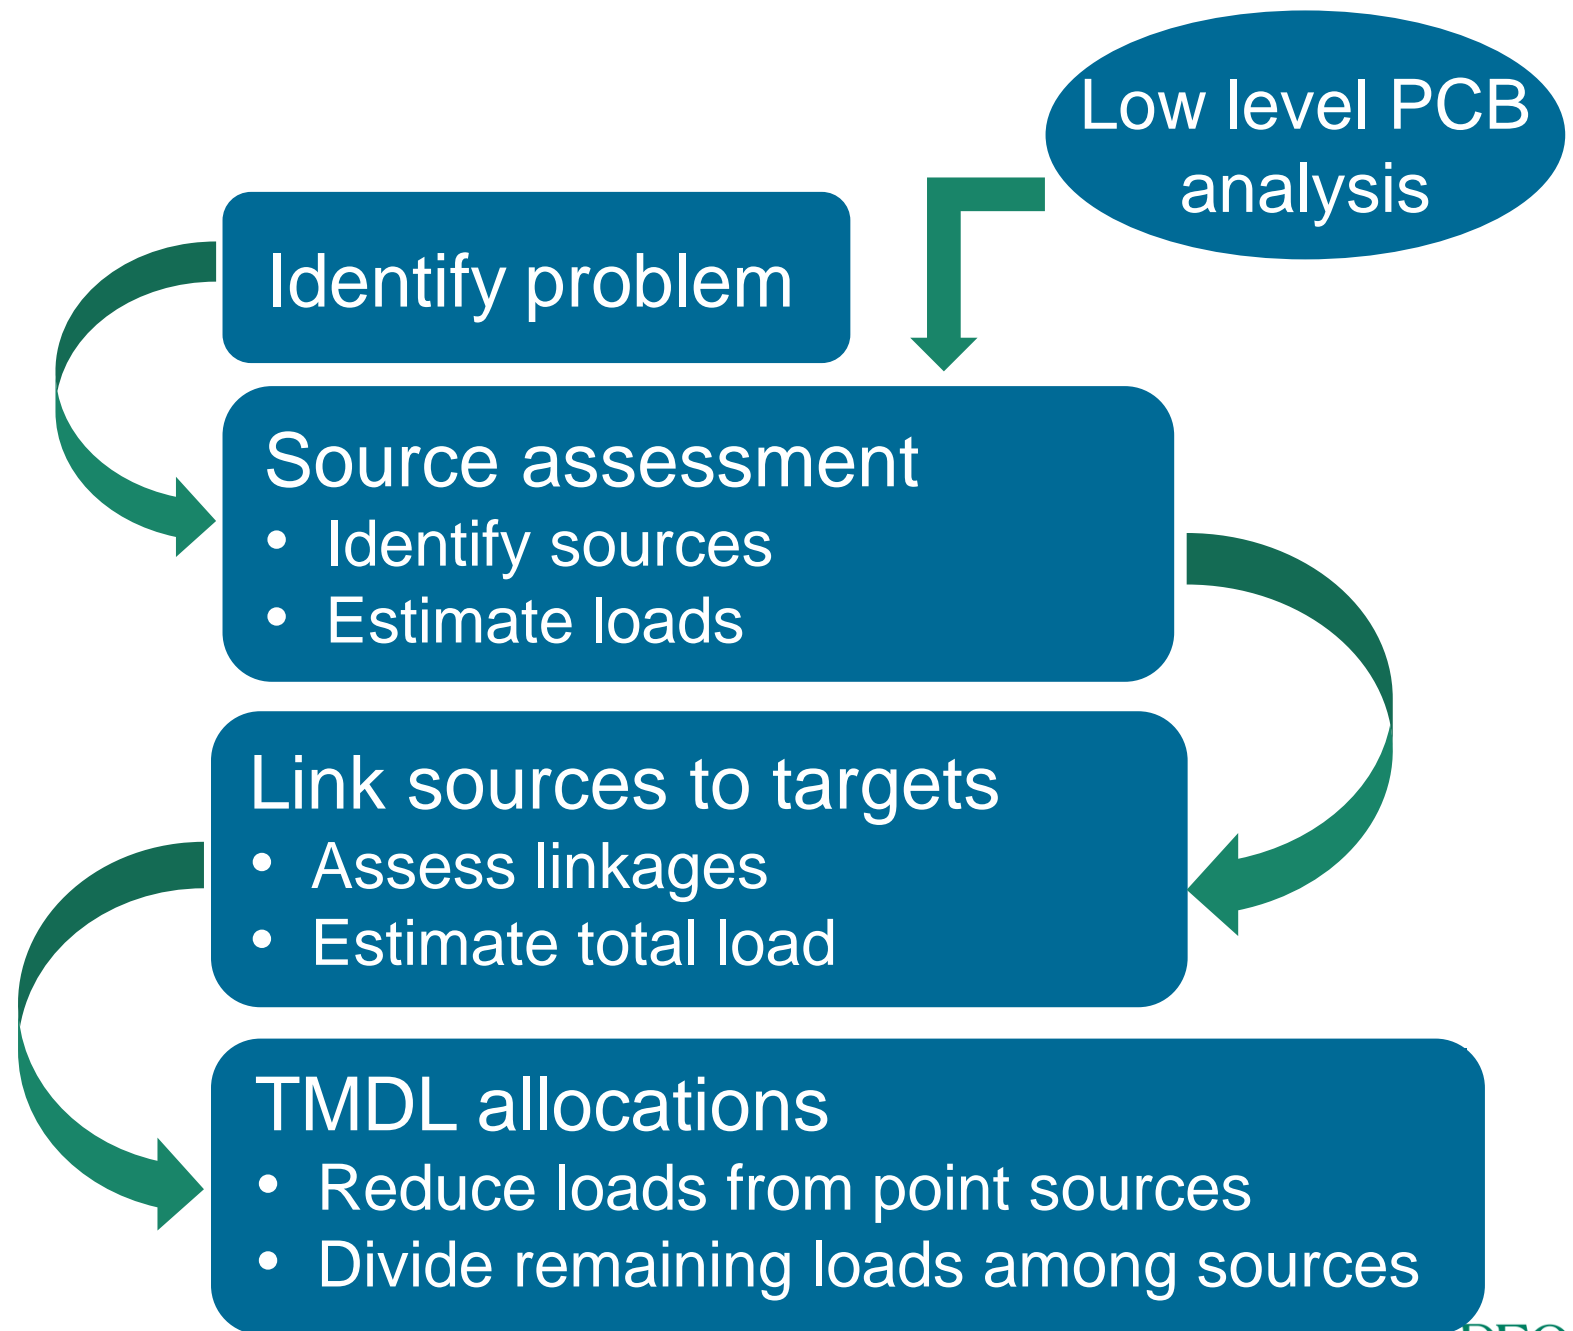 Low level PCB
analysis
Identify problem
Source assessment
• Identify sources
• Estimate loads
Link sources to targets
• Assess linkages
• Estimate total load
TMDL allocations
• Reduce loads from point sources
• Divide remaining loads among sources